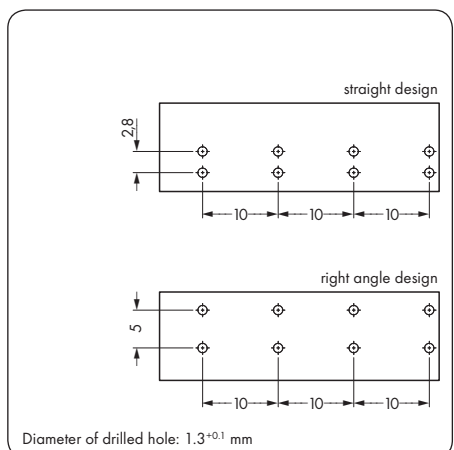 straight design
2,8
10 10 10
right angle design
5
10 10 10
Diameter of drilled hole: 1.3+0.1 mm